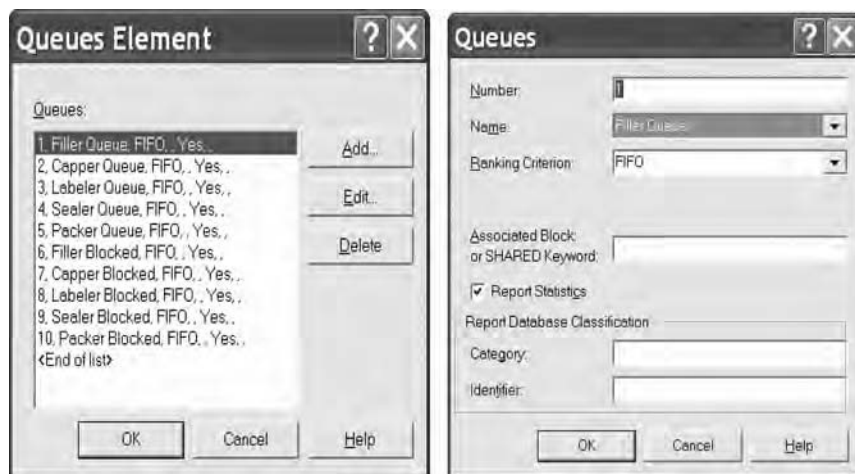 Queues Element
Queues:
1, Filler Queue, FIFO, , Yes, ,
2, Capper Queue, FIFO, , Yes, ,
3, Labeler Queue, FIFO, , Yes, ,
4, Sealer Queue, FIFO, , Yes, ,
5, Packer Queue, FIFO, , Yes, ,
6, Filler Blocked, FIFO, , Yes, ,
7, Capper Blocked, FIFO, , Yes, ,
8, Labeler Blocked, FIFO, , Yes, ,
9, Sealer Blocked, FIFO, , Yes, ,
10, Packer Blocked, FIFO, , Yes, ,
<End of list>
Add...
Edit...
Delete
OK Cancel Help
Queues
Number: 1
Name: Filler Queue
Ranking Criterion: FIFO
Associated Block
or SHARED Keyword:
Report Statistics
Report Database Classification
Category:
Identifier:
OK Cancel Help